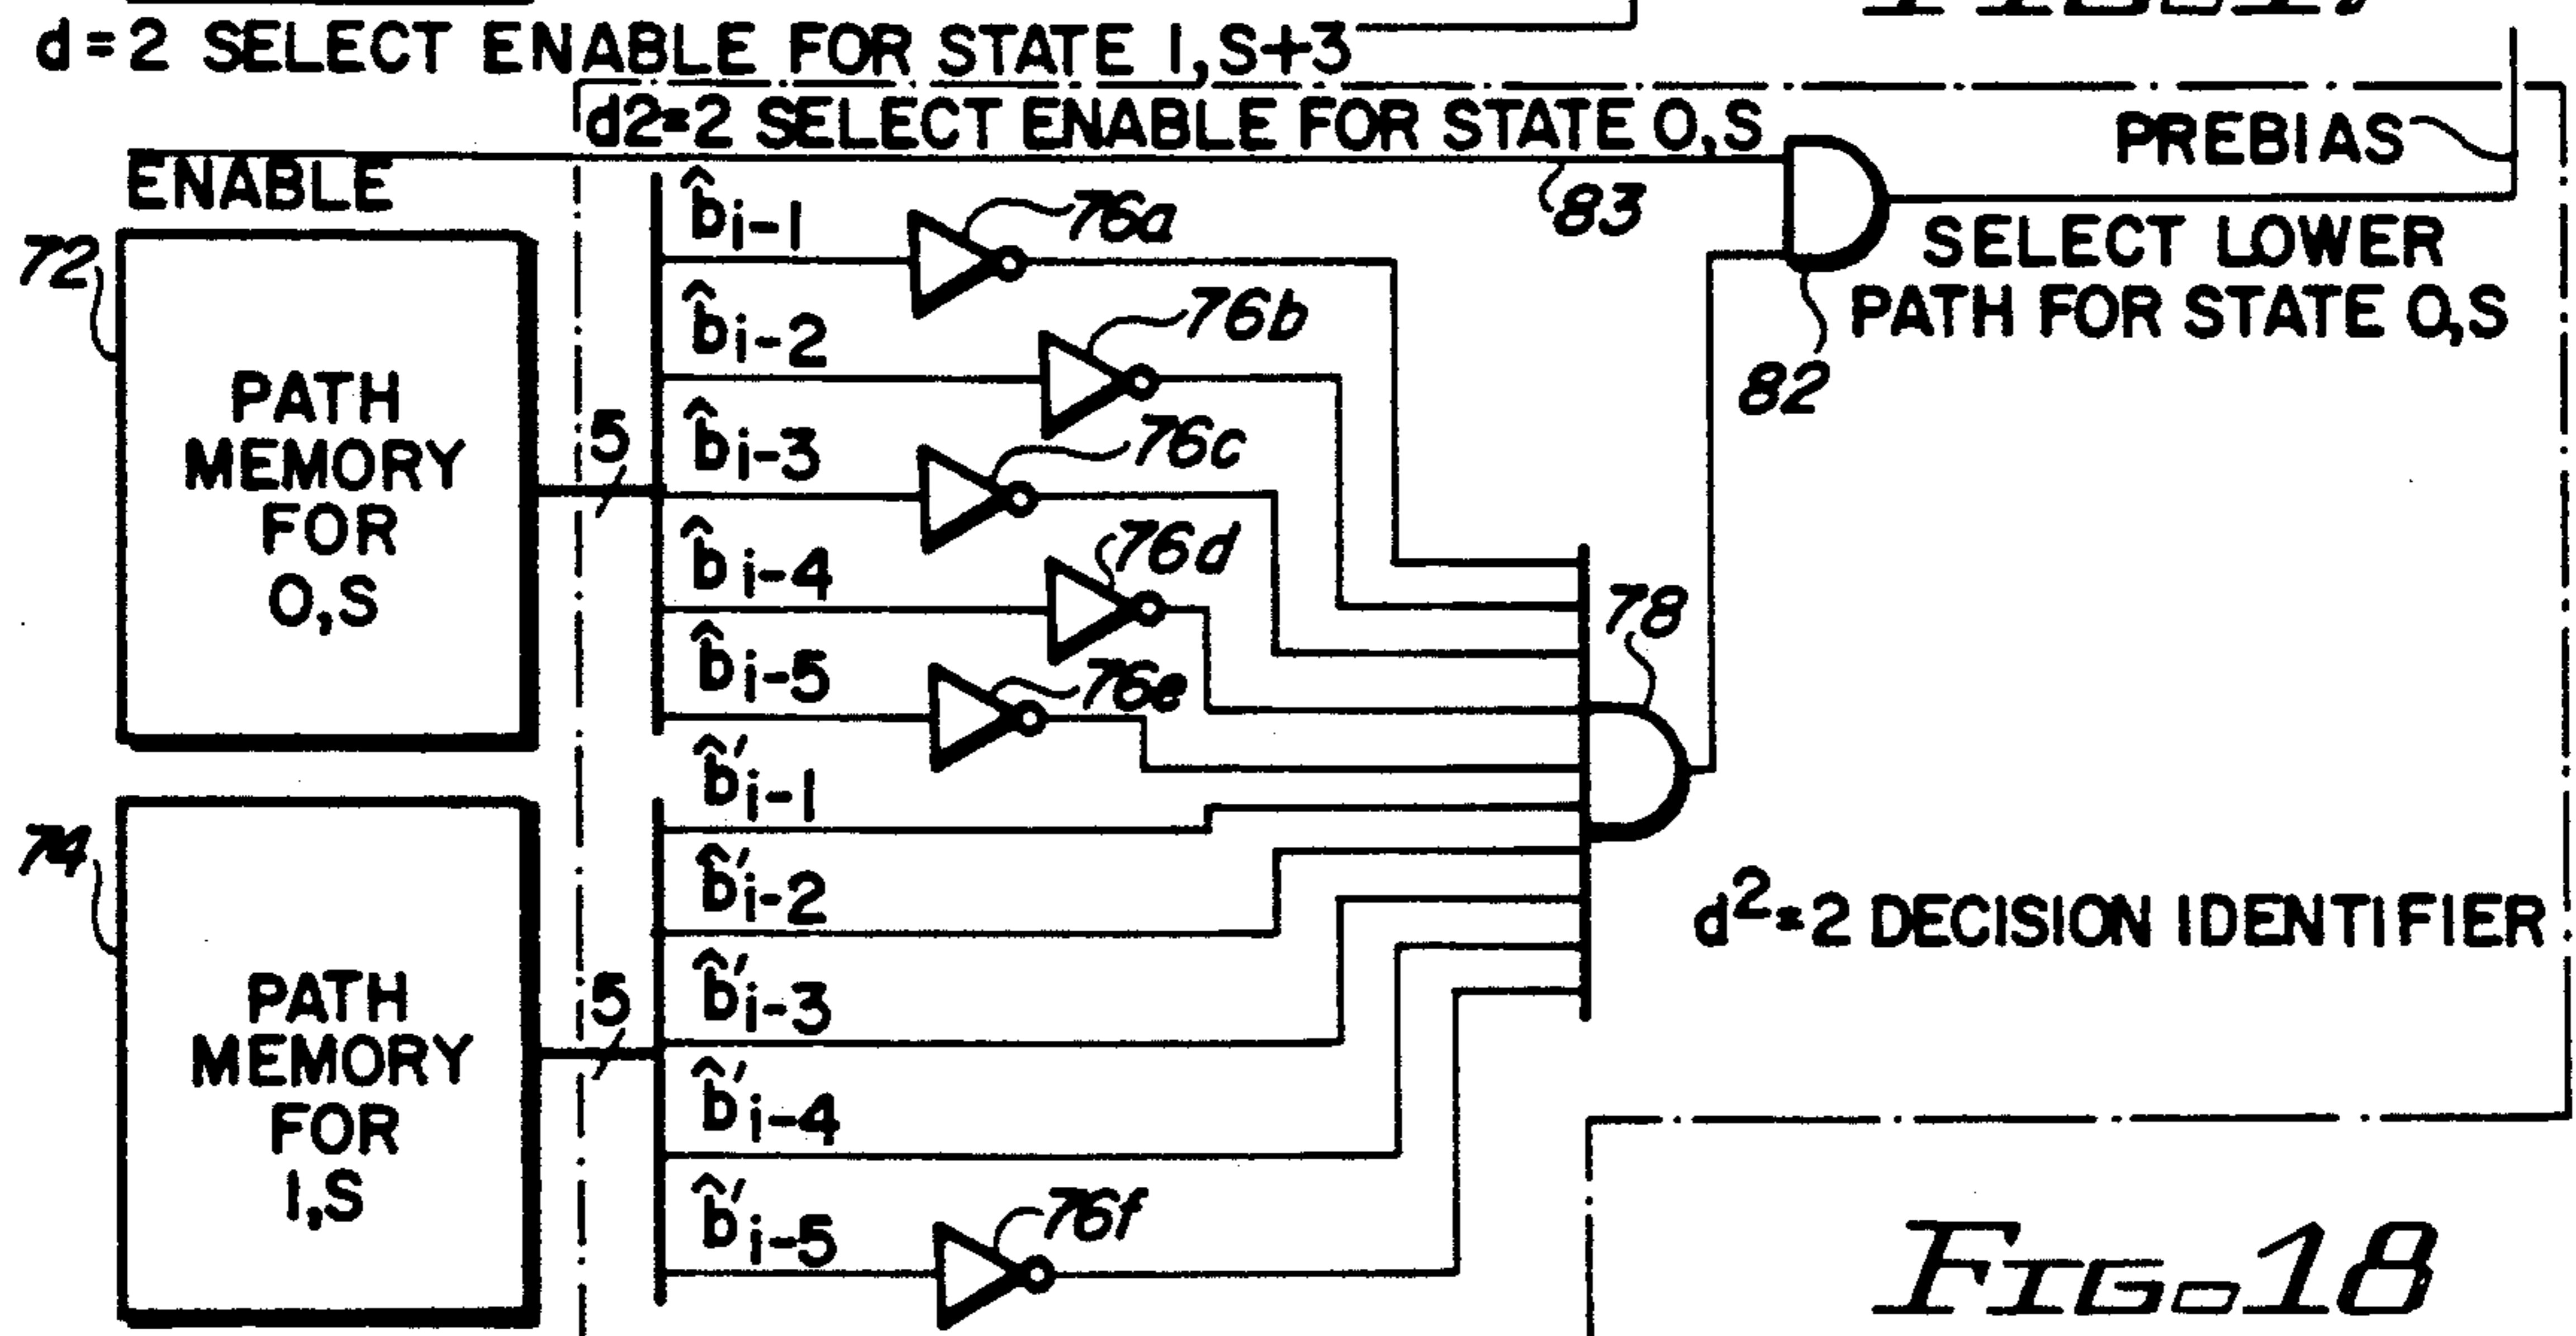 d=2 SELECT ENABLE FOR STATE 1,S+3
d2=2 SELECT ENABLE FOR STATE 0,S
PREBIAS
ENABLE
83
SELECT LOWER
PATH FOR STATE 0,S
82
72
PATH
MEMORY
FOR
0,S
5
b̂i-1
76a
b̂i-2
76b
b̂i-3
76c
b̂i-4
76d
b̂i-5
76e
78
74
PATH
MEMORY
FOR
1,S
5
b̂'i-1
b̂'i-2
b̂'i-3
b̂'i-4
b̂'i-5
76f
d²=2 DECISION IDENTIFIER
FIG. 18